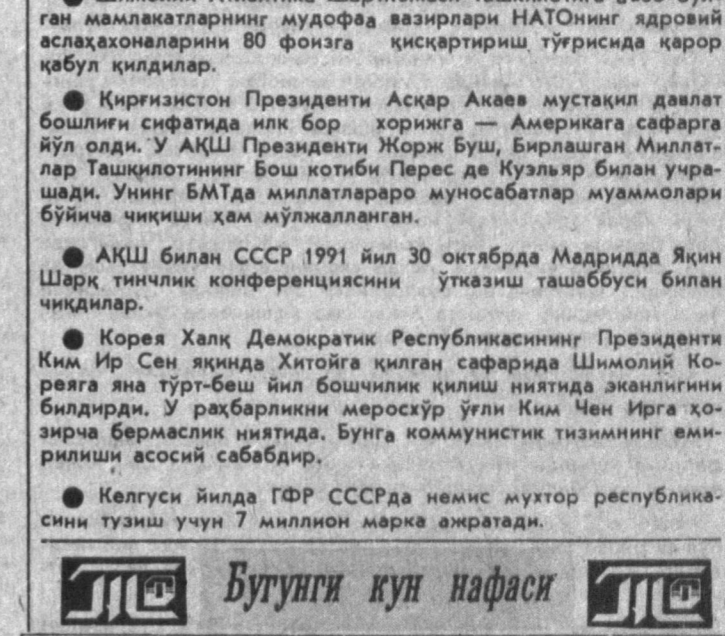 ган мамлакатларнинг мудофаа вазирлари НАТОнинг ядровий
аслаҳахоналарини 80 фоизга қисқартириш тўғрисида қарор
қабул қилдилар.
● Қирғизистон Президенти Асқар Акаев мустақил давлат
бошлиғи сифатида илк бор хорижга — Америкага сафарга
йўл олди. У АҚШ Президенти Жорж Буш, Бирлашган Миллат-
лар Ташқилотининг Бош котиби Перес де Куэльяр билан учра-
шади. Унинг БМТда миллатлараро муносабатлар муаммолари
бўйича чиқиши ҳам мўлжалланган.
● АҚШ билан СССР 1991 йил 30 октябрда Мадридда Яқин
Шарқ тинчлик конференциясини ўтказиш ташаббуси билан
чиқдилар.
● Корея Халқ Демократик Республикасининг Президенти
Ким Ир Сен яқинда Хитойга қилган сафарида Шимолий Ко-
реяга яна тўрт-беш йил бошчилик қилиш ниятида эканлигини
билдирди. У раҳбарликни меросхўр ўғли Ким Чен Ирга ҳо-
зирча бермаслик ниятида. Бунга коммунистик тизимнинг еми-
рилиши асосий сабабдир.
● Келгуси йилда ГФР СССРда немис мухтор республика-
сини тузиш учун 7 миллион марка ажратади.
Бугунги кун нафаси